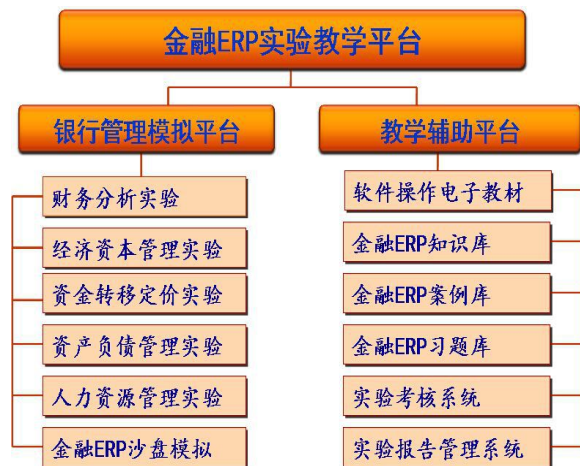 金融ERP实验教学平台
银行管理模拟平台
财务分析实验
经济资本管理实验
资金转移定价实验
资产负债管理实验
人力资源管理实验
金融ERP沙盘模拟
教学辅助平台
软件操作电子教材
金融ERP知识库
金融ERP案例库
金融ERP习题库
实验考核系统
实验报告管理系统